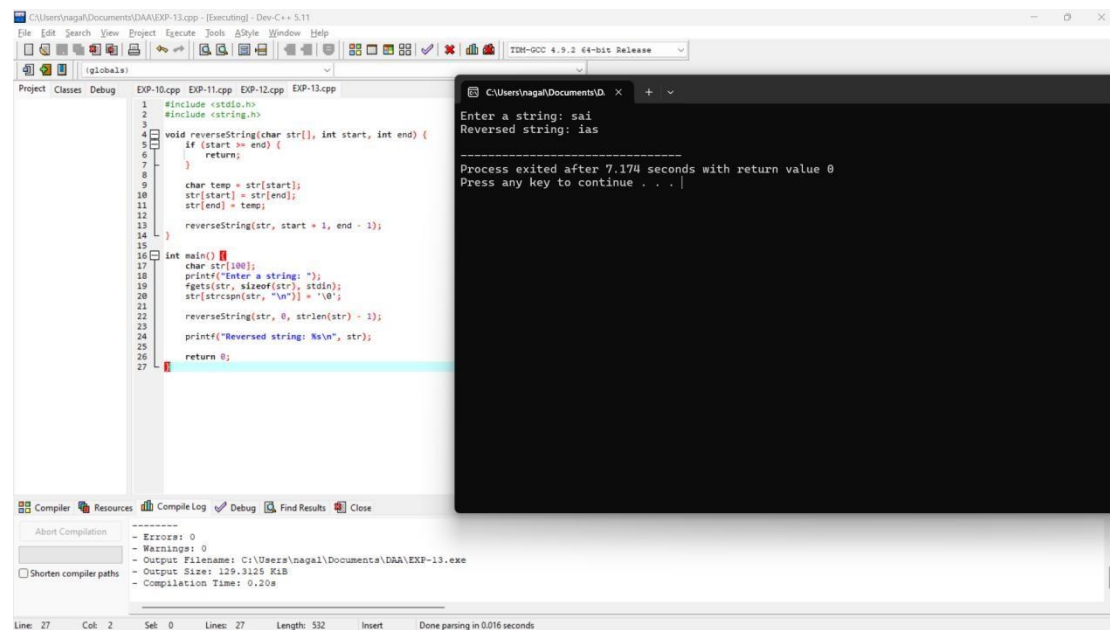 C:\Users\nagal\Documents\DAA\EXP-13.cpp - [Executing] - Dev-C++ 5.11
File Edit Search View Project Execute Tools AStyle Window Help
TDM-GCC 4.9.2 64-bit Release
(globals)
Project Classes Debug
EXP-10.cpp EXP-11.cpp EXP-12.cpp EXP-13.cpp
1 #include <stdio.h>
2 #include <string.h>
3
4 void reverseString(char str[], int start, int end) {
5 if (start >= end) {
6 return;
7 }
8
9 char temp = str[start];
10 str[start] = str[end];
11 str[end] = temp;
12
13 reverseString(str, start + 1, end - 1);
14 }
15
16 int main() {
17 char str[100];
18 printf("Enter a string: ");
19 fgets(str, sizeof(str), stdin);
20 str[strcspn(str, "\n")] = '\0';
21
22 reverseString(str, 0, strlen(str) - 1);
23
24 printf("Reversed string: %s\n", str);
25
26 return 0;
27 }
C:\Users\nagal\Documents\D.
Enter a string: sai
Reversed string: ias
--------------------------------
Process exited after 7.174 seconds with return value 0
Press any key to continue . . .
Compiler Resources Compile Log Debug Find Results Close
Abort Compilation
Shorten compiler paths
--------
- Errors: 0
- Warnings: 0
- Output Filename: C:\Users\nagal\Documents\DAA\EXP-13.exe
- Output Size: 129.3125 KiB
- Compilation Time: 0.20s
Line: 27 Col: 2 Sel: 0 Lines: 27 Length: 532 Insert Done parsing in 0.016 seconds